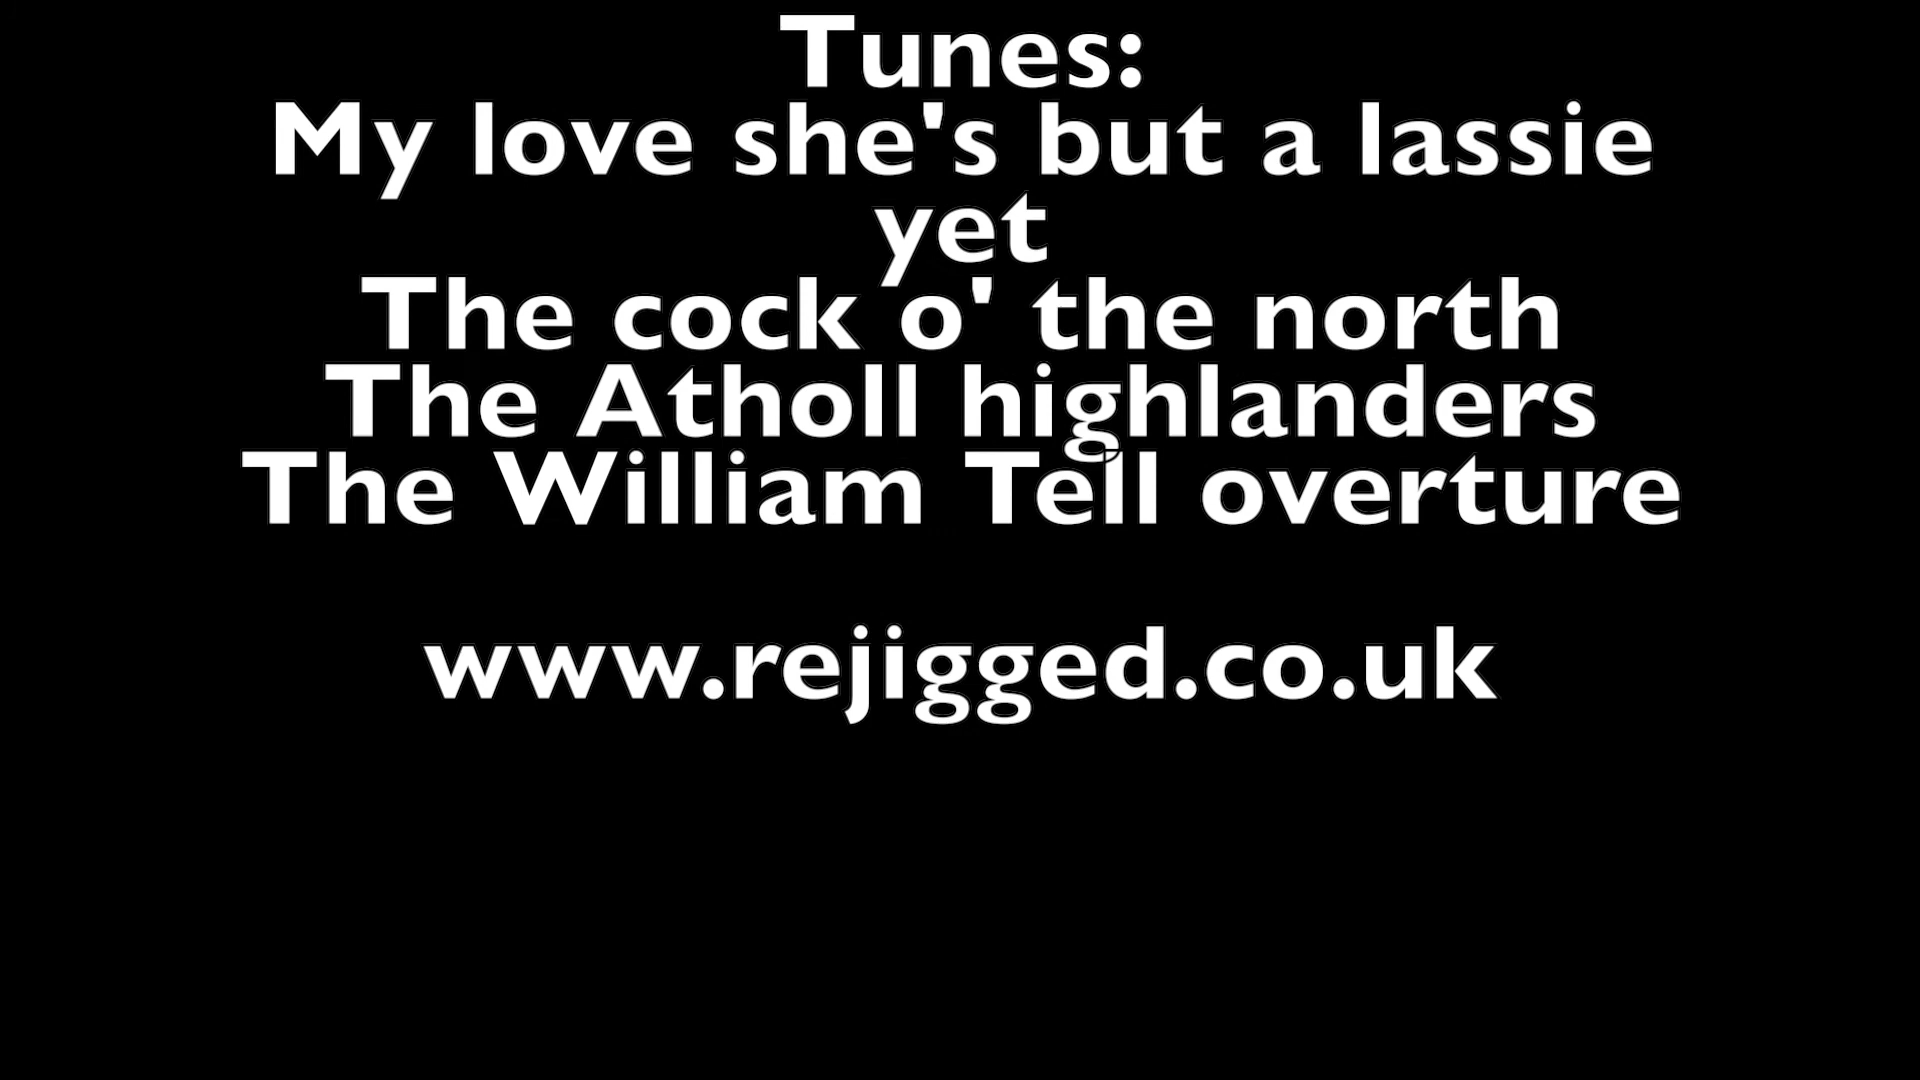 Tunes:
My love she's but a lassie
yet
The cock o' the north
The Atholl highlanders
The William Tell overture
www.rejigged.co.uk